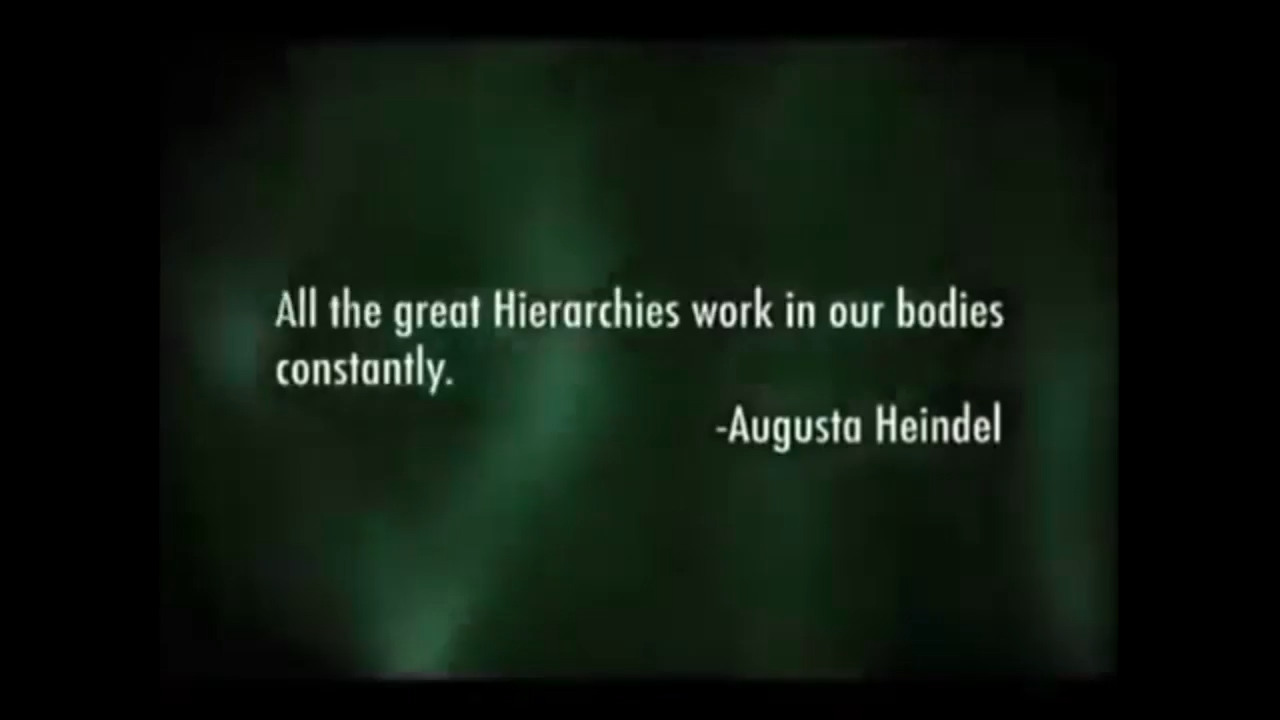 All the great Hierarchies work in our bodies
constantly.
-Augusta Heindel